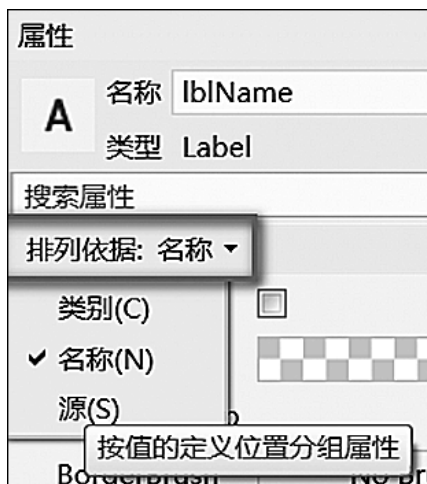 属性
A
名称 lblName
类型 Label
搜索属性
排列依据: 名称
类别(C)
名称(N)
源(S)
按值的定义位置分组属性